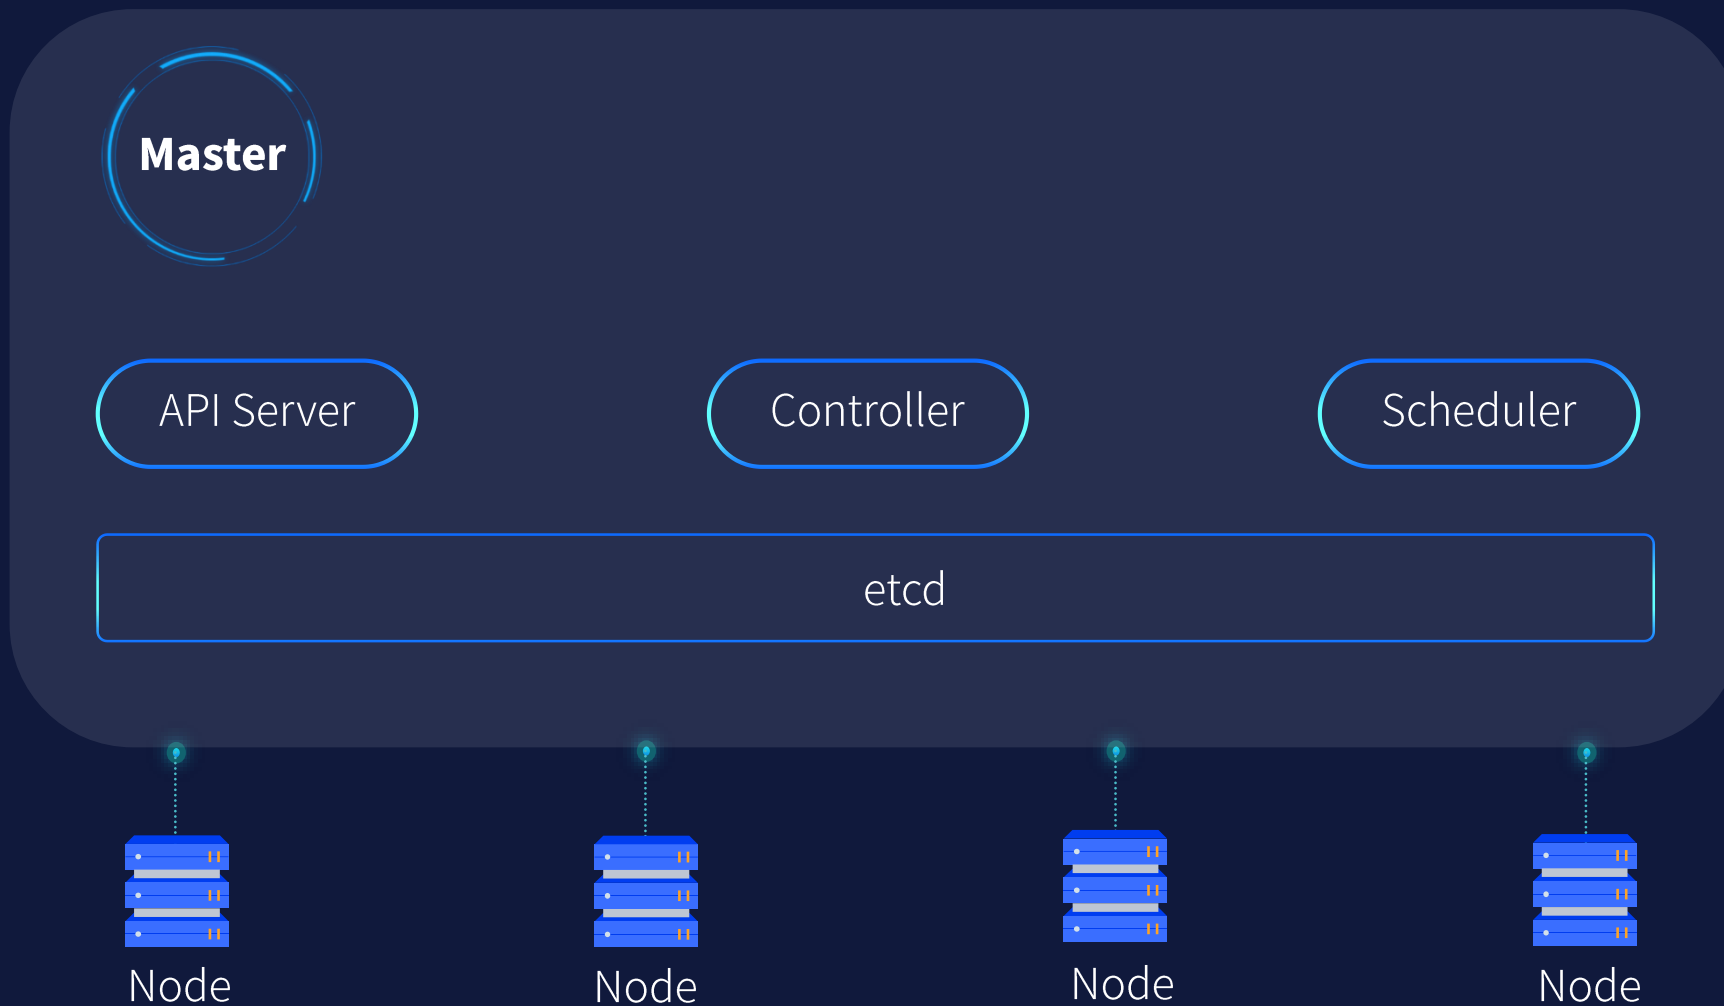 Master
API Server
Controller
Scheduler
etcd
Node
Node
Node
Node